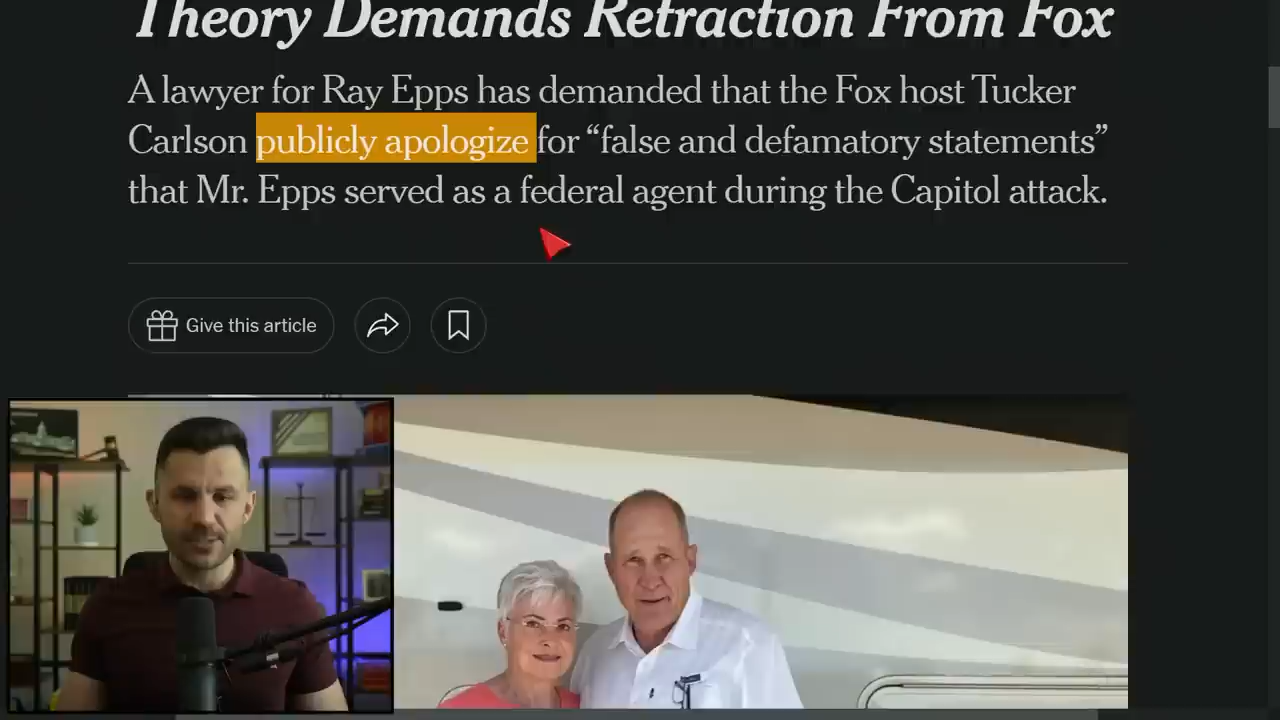 Theory Demands Retraction From Fox
A lawyer for Ray Epps has demanded that the Fox host Tucker
Carlson publicly apologize for “false and defamatory statements”
that Mr. Epps served as a federal agent during the Capitol attack.
Give this article